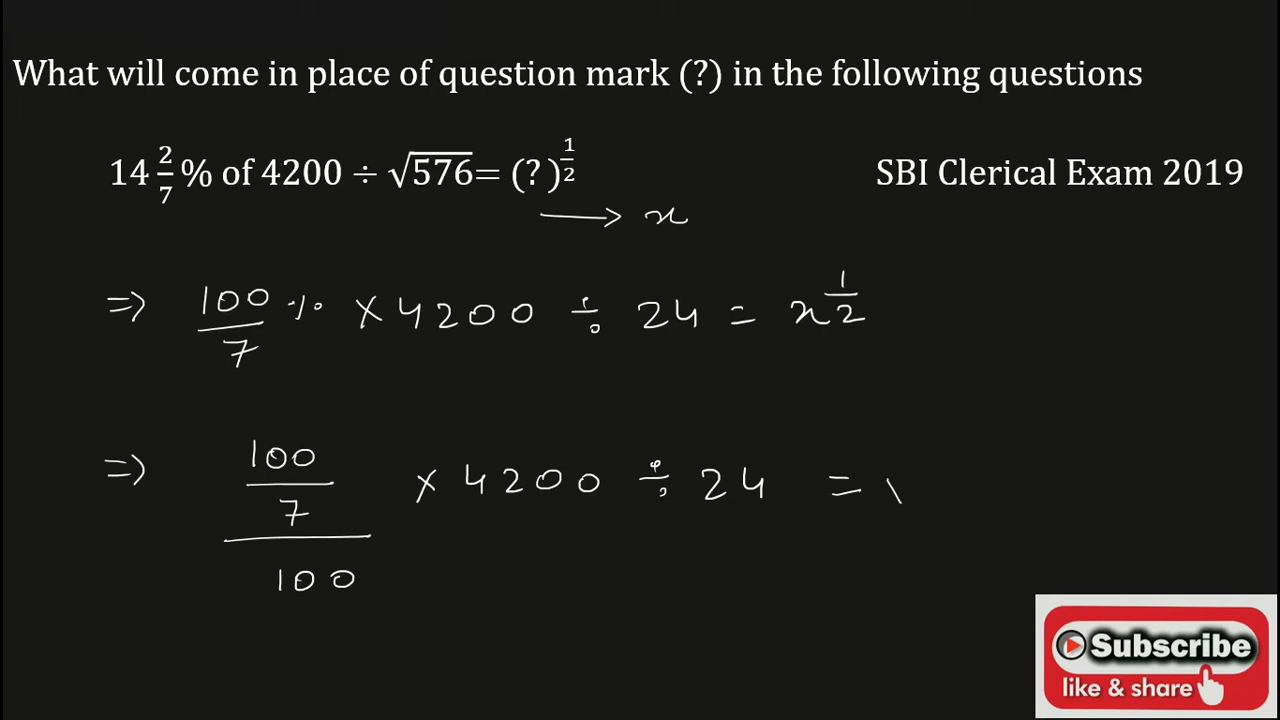 What will come in place of question mark (?) in the following questions
14 2/7 % of 4200 ÷ √576= (?)^1/2 SBI Clerical Exam 2019
→ x
⇒ 100/7 % × 4200 ÷ 24 = x^1/2
⇒ 100/7/100 × 4200 ÷ 24 =
Subscribe
like & share